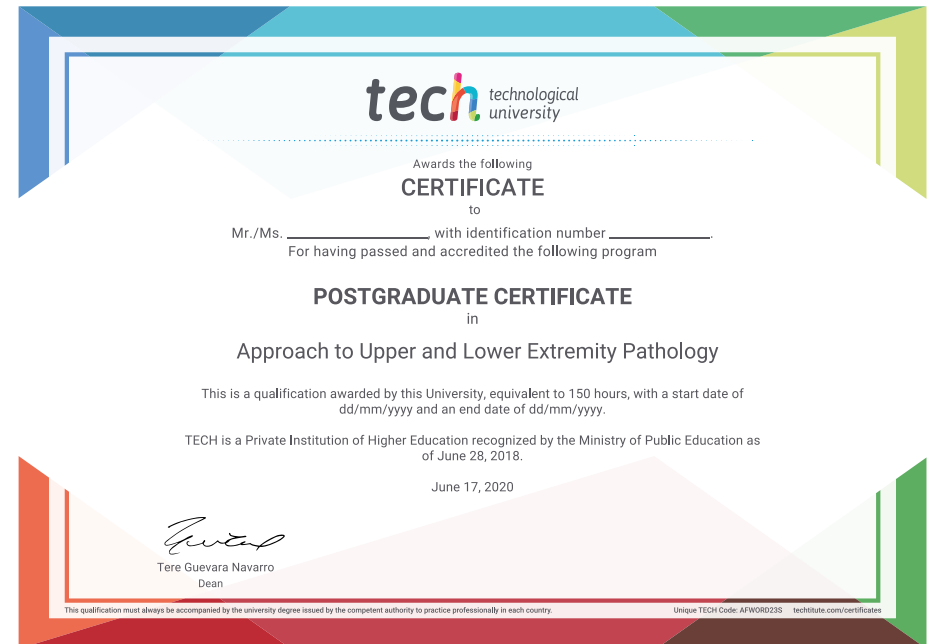 tech technological
university
Awards the following
CERTIFICATE
to
Mr./Ms. ____________________, with identification number ______________.
For having passed and accredited the following program
POSTGRADUATE CERTIFICATE
in
Approach to Upper and Lower Extremity Pathology
This is a qualification awarded by this University, equivalent to 150 hours, with a start date of
dd/mm/yyyy and an end date of dd/mm/yyyy.
TECH is a Private Institution of Higher Education recognized by the Ministry of Public Education as
of June 28, 2018.
June 17, 2020
Tere Guevara Navarro
Dean
This qualification must always be accompanied by the university degree issued by the competent authority to practice professionally in each country.
Unique TECH Code: AFWORD23S techtitute.com/certificates